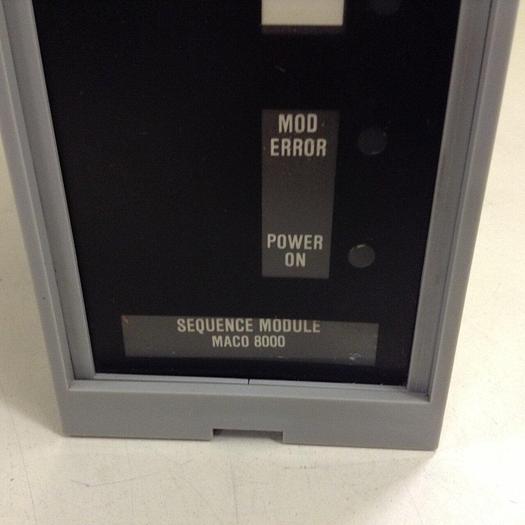 MOD
ERROR
POWER
ON
SEQUENCE MODULE
MACO 8000